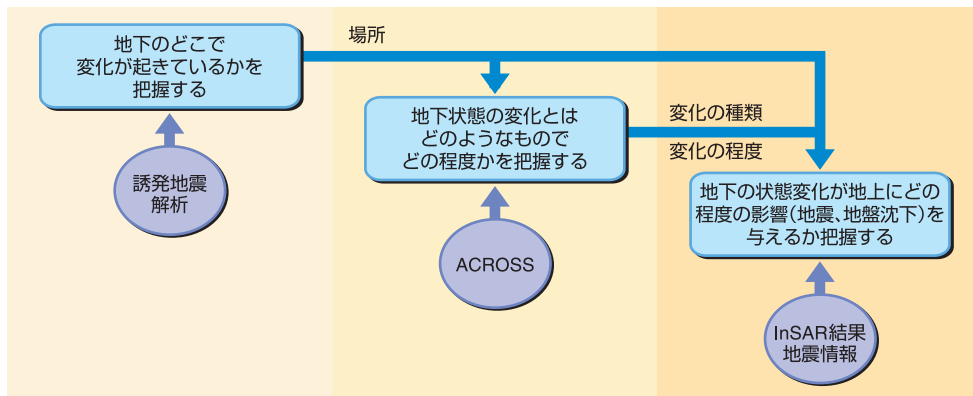 地下のどこで
変化が起きているかを
把握する
誘発地震
解析
場所
地下状態の変化とは
どのようなもので
どの程度かを把握する
ACROSS
変化の種類
変化の程度
地下の状態変化が地上にどの
程度の影響（地震、地盤沈下）を
与えるか把握する
InSAR結果
地震情報